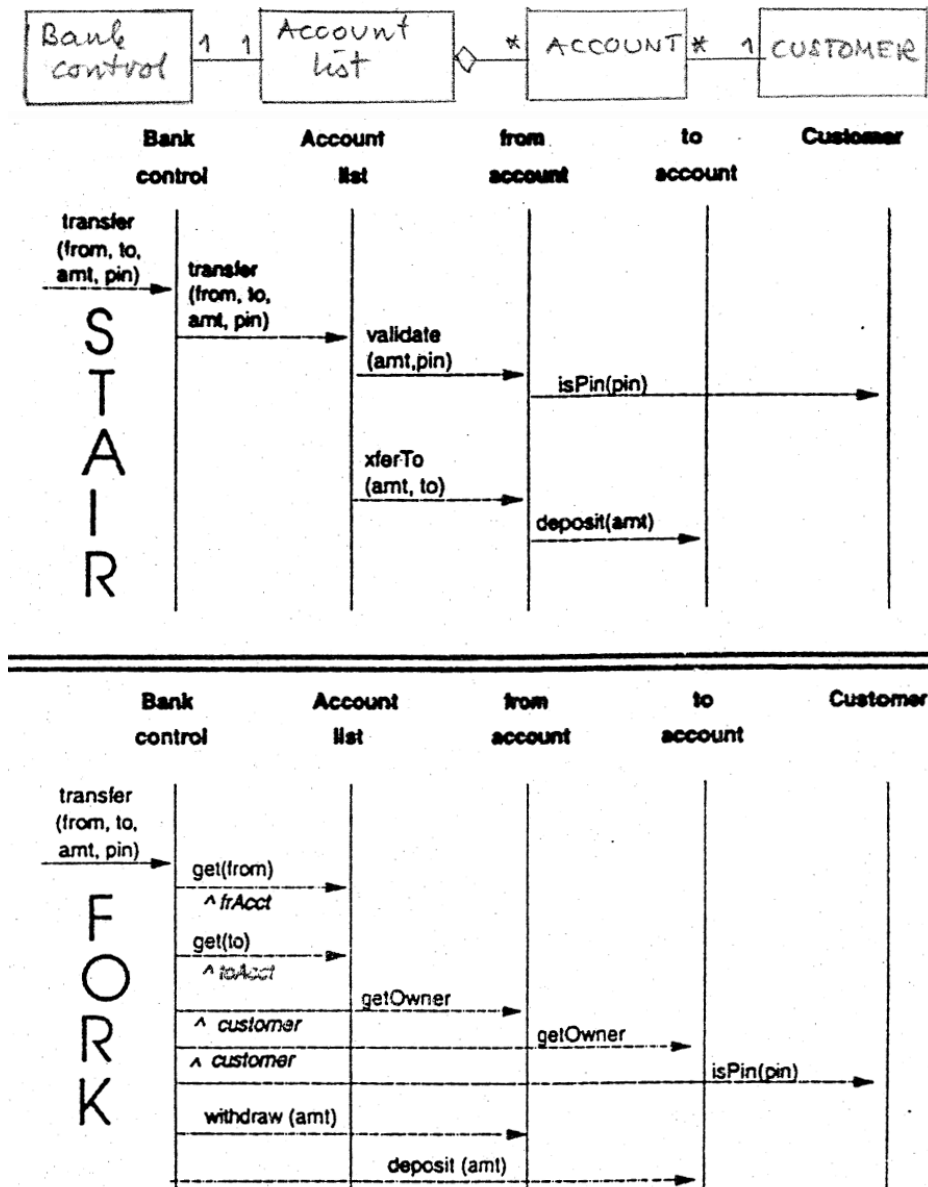 Bank control
1 1
Account list
*
ACCOUNT
* 1
CUSTOMER
Bank Account from to Customer
control list account account
transfer
(from, to,
amt, pin)
transfer
(from, to,
amt, pin)
validate
(amt,pin)
isPin(pin)
xferTo
(amt, to)
deposit(amt)
S
T
A
I
R
Bank Account from to Customer
control list account account
transfer
(from, to,
amt, pin)
get(from)
^ frAcct
get(to)
^ toAcct
getOwner
^ customer
getOwner
^ customer
isPin(pin)
withdraw (amt)
deposit (amt)
F
O
R
K